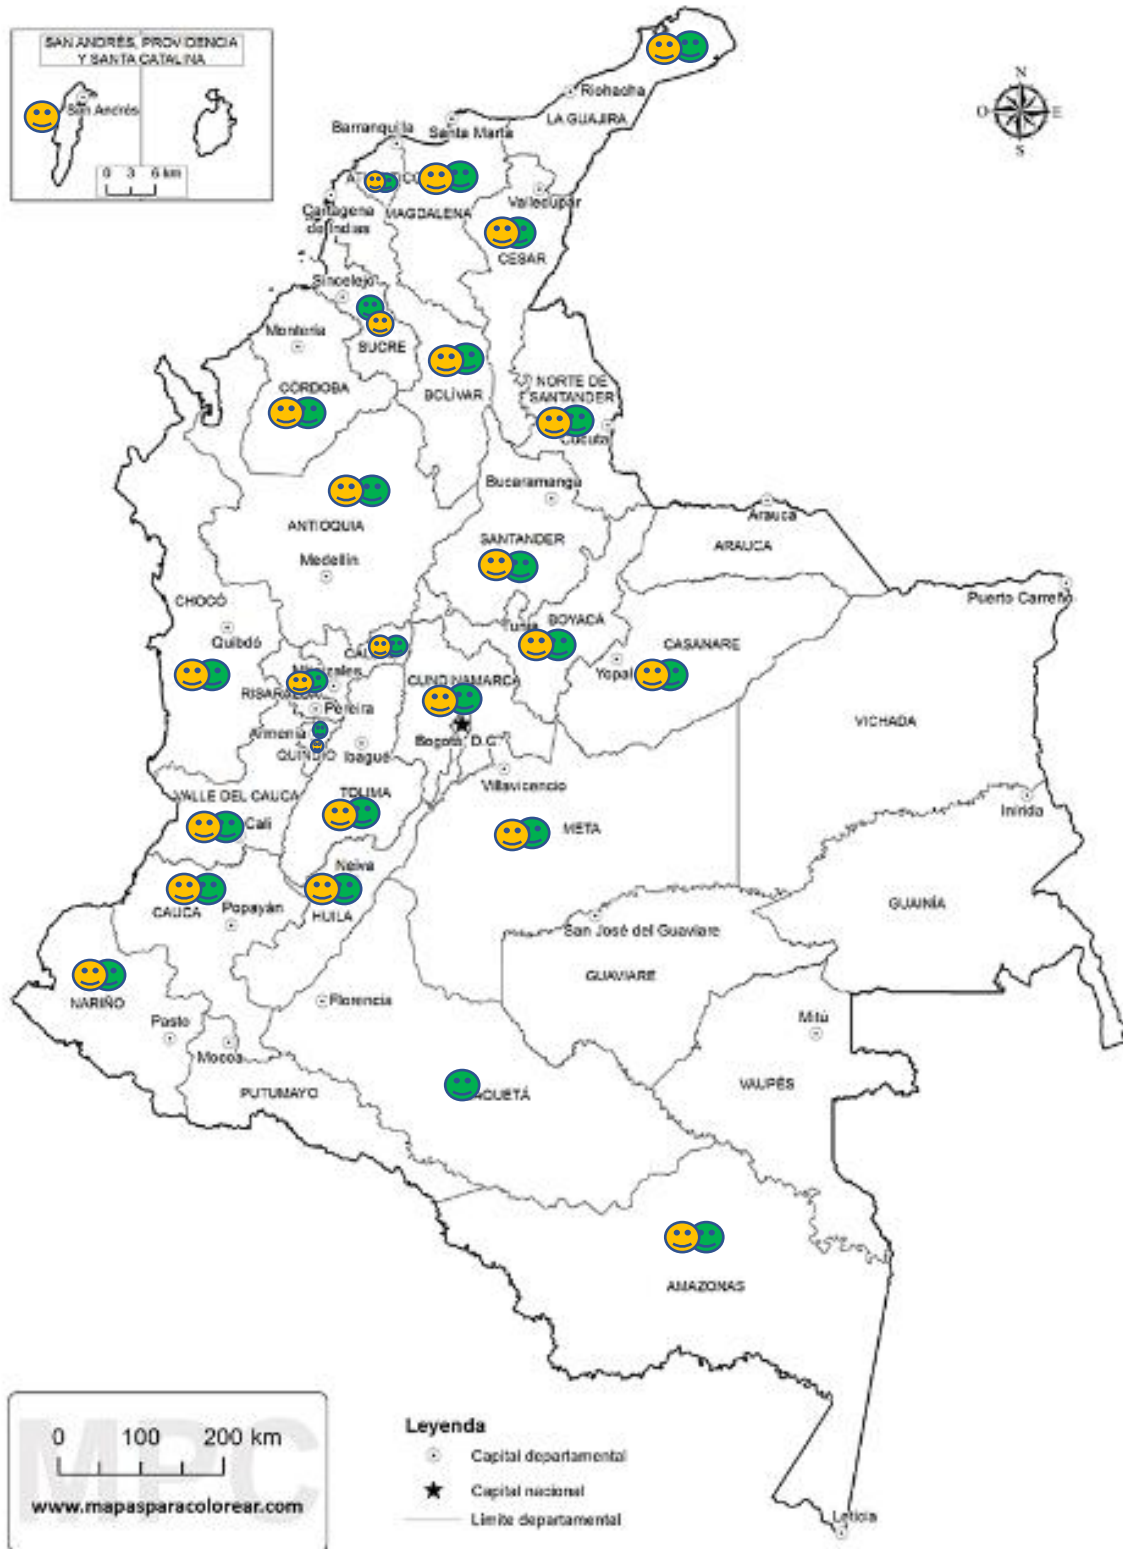 SAN ANDRÉS, PROVIDENCIA
Y SANTA CATALINA
San Andrés
0 3 6 km
N
O E
S
Riohacha
LA GUAJIRA
Santa Marta
Barranquilla
MAGDALENA
Valledupar
Cartagena
de Indias
CESAR
Sincelejo
Montería
SUCRE
CÓRDOBA
BOLÍVAR
NORTE DE
SANTANDER
Cúcuta
Bucaramanga
ANTIOQUIA
SANTANDER
Arauca
ARAUCA
Medellín
Puerto Carreño
CHOCÓ
Quibdó
Tunja
BOYACÁ
CASANARE
Yopal
CUNDINAMARCA
Pereira
VICHADA
Armenia
QUINDÍO
Ibagué
Bogotá, D.C.
Villavicencio
VALLE DEL CAUCA
TOLIMA
Inírida
Cali
META
Neiva
CAUCA
Popayán
HUILA
GUAINÍA
San José del Guaviare
GUAVIARE
NARIÑO
Florencia
Pasto
Mitú
Mocoa
PUTUMAYO
VAUPÉS
AMAZONAS
MPC
0 100 200 km
www.mapasparacolorear.com
Leyenda
Capital departamental
Capital nacional
Límite departamental
Leticia